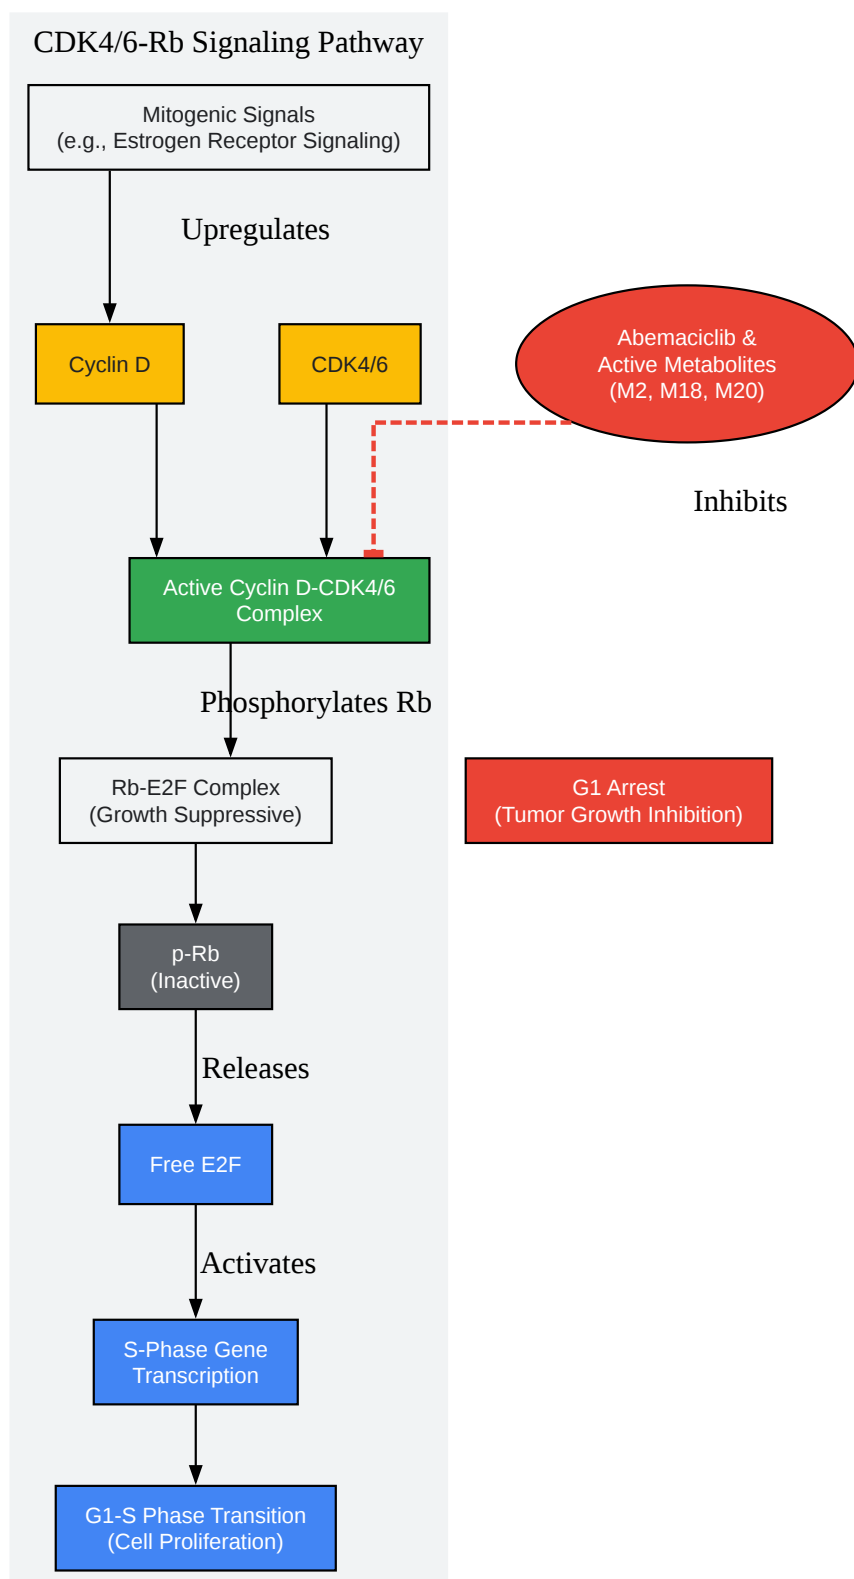 CDK4/6-Rb Signaling Pathway
Mitogenic Signals
(e.g., Estrogen Receptor Signaling)
Upregulates
Cyclin D
CDK4/6
Abemaciclib &
Active Metabolites
(M2, M18, M20)
Inhibits
Active Cyclin D-CDK4/6
Complex
Phosphorylates Rb
Rb-E2F Complex
(Growth Suppressive)
G1 Arrest
(Tumor Growth Inhibition)
p-Rb
(Inactive)
Releases
Free E2F
Activates
S-Phase Gene
Transcription
G1-S Phase Transition
(Cell Proliferation)